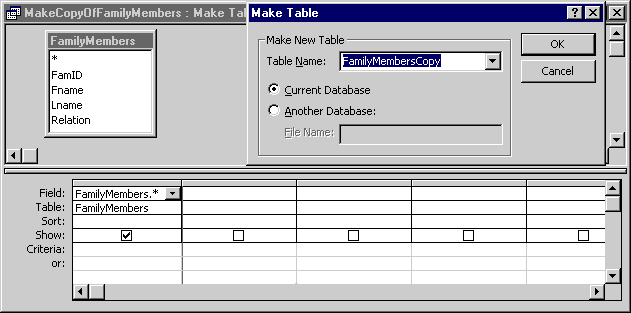 MakeCopyOfFamilyMembers : Make Ta
FamilyMembers
*
FamID
Fname
Lname
Relation
Make Table
Make New Table
Table Name: FamilyMembersCopy
Current Database
Another Database:
File Name:
OK
Cancel
Field: FamilyMembers.*
Table: FamilyMembers
Sort:
Show:
Criteria:
or: